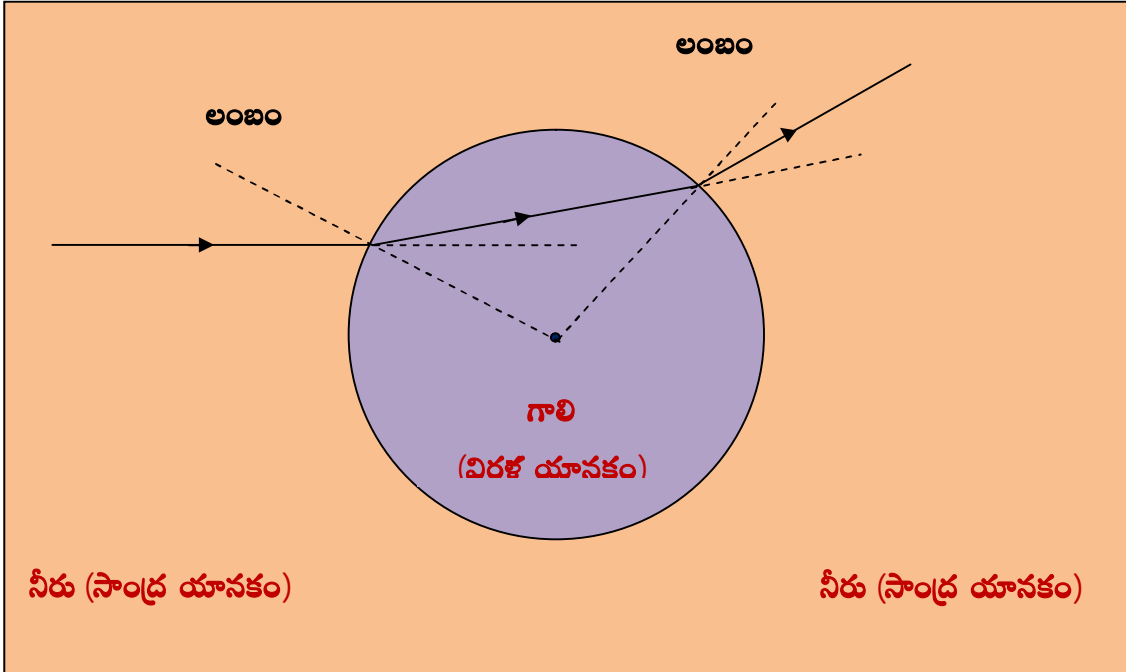 లంబం
లంబం
గాలి
(విరళ యానకం)
నీరు (సాంద్ర యానకం)
నీరు (సాంద్ర యానకం)